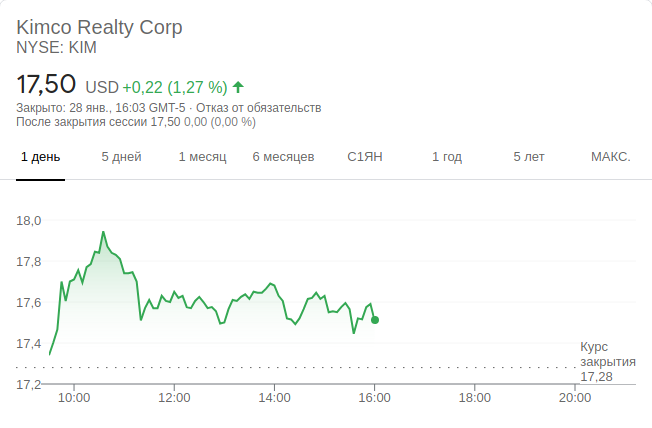 Kimco Realty Corp
NYSE: KIM
17,50 USD +0,22 (1,27 %)
Закрыто: 28 янв., 16:03 GMT-5 · Отказ от обязательств
После закрытия сессии 17,50 0,00 (0,00 %)
1 день 5 дней 1 месяц 6 месяцев С1ЯН 1 год 5 лет МАКС.
18,0
17,8
17,6
17,4
Курс
закрытия
17,28
17,2
10:00 12:00 14:00 16:00 18:00 20:00